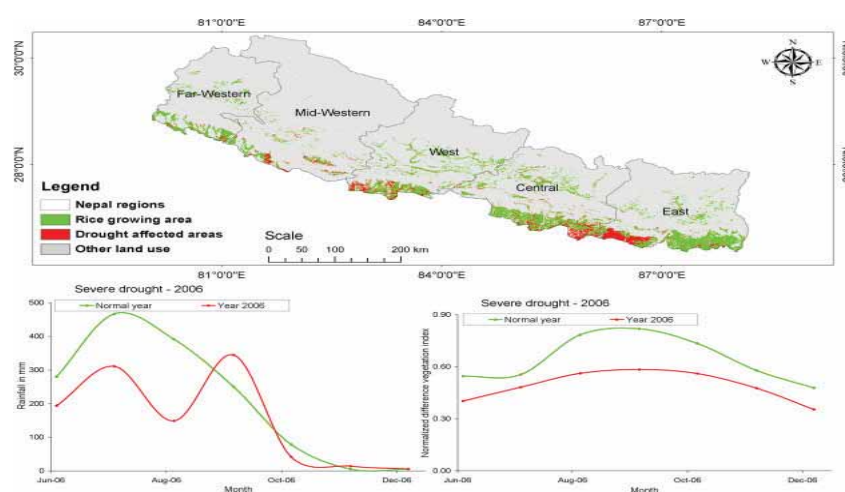 81°0'0"E 84°0'0"E 87°0'0"E
30°0'0"N
28°0'0"N
N
W E
S
Far-Western
Mid-Western
West
Central
East
Legend
Nepal regions
Rice growing area
Drought affected areas
Other land use
Scale
0 50 100 200 km
81°0'0"E 84°0'0"E 87°0'0"E
Severe drought - 2006
Normal year Year 2006
Rainfall in mm
500
400
300
200
100
0
Jun-06 Aug-06 Oct-06 Dec-06
Month
Severe drought - 2006
Normal year Year 2006
Normalized difference vegetation index
0.90
0.60
0.30
0.00
Jun-06 Aug-06 Oct-06 Dec-06
Month